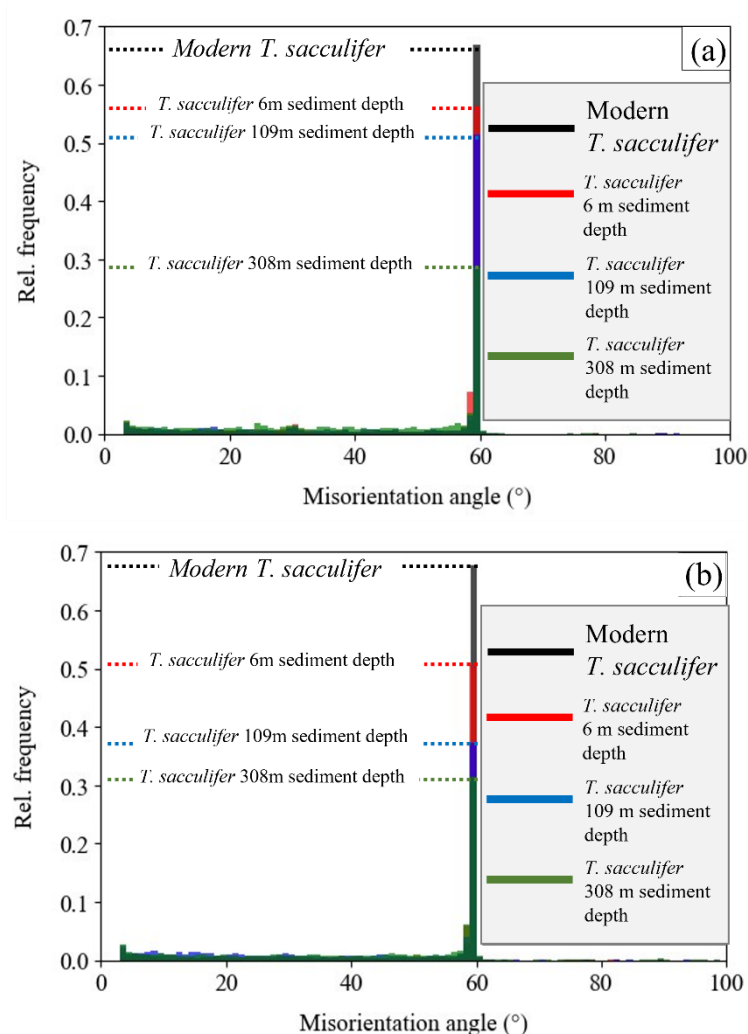 (a)
0.7
Modern T. sacculifer
0.6
T. sacculifer 6m sediment depth
T. sacculifer 109m sediment depth
0.5
0.4
0.3
T. sacculifer 308m sediment depth
0.2
0.1
0.0
Rel. frequency
0 20 40 60 80 100
Misorientation angle (°)
Modern
T. sacculifer
T. sacculifer
6 m sediment
depth
T. sacculifer
109 m sediment
depth
T. sacculifer
308 m sediment
depth
(b)
0.7
Modern T. sacculifer
0.6
T. sacculifer 6m sediment depth
0.5
0.4
T. sacculifer 109m sediment depth
T. sacculifer 308m sediment depth
0.3
0.2
0.1
0.0
Rel. frequency
0 20 40 60 80 100
Misorientation angle (°)
Modern
T. sacculifer
T. sacculifer
6 m sediment
depth
T. sacculifer
109 m sediment
depth
T. sacculifer
308 m sediment
depth